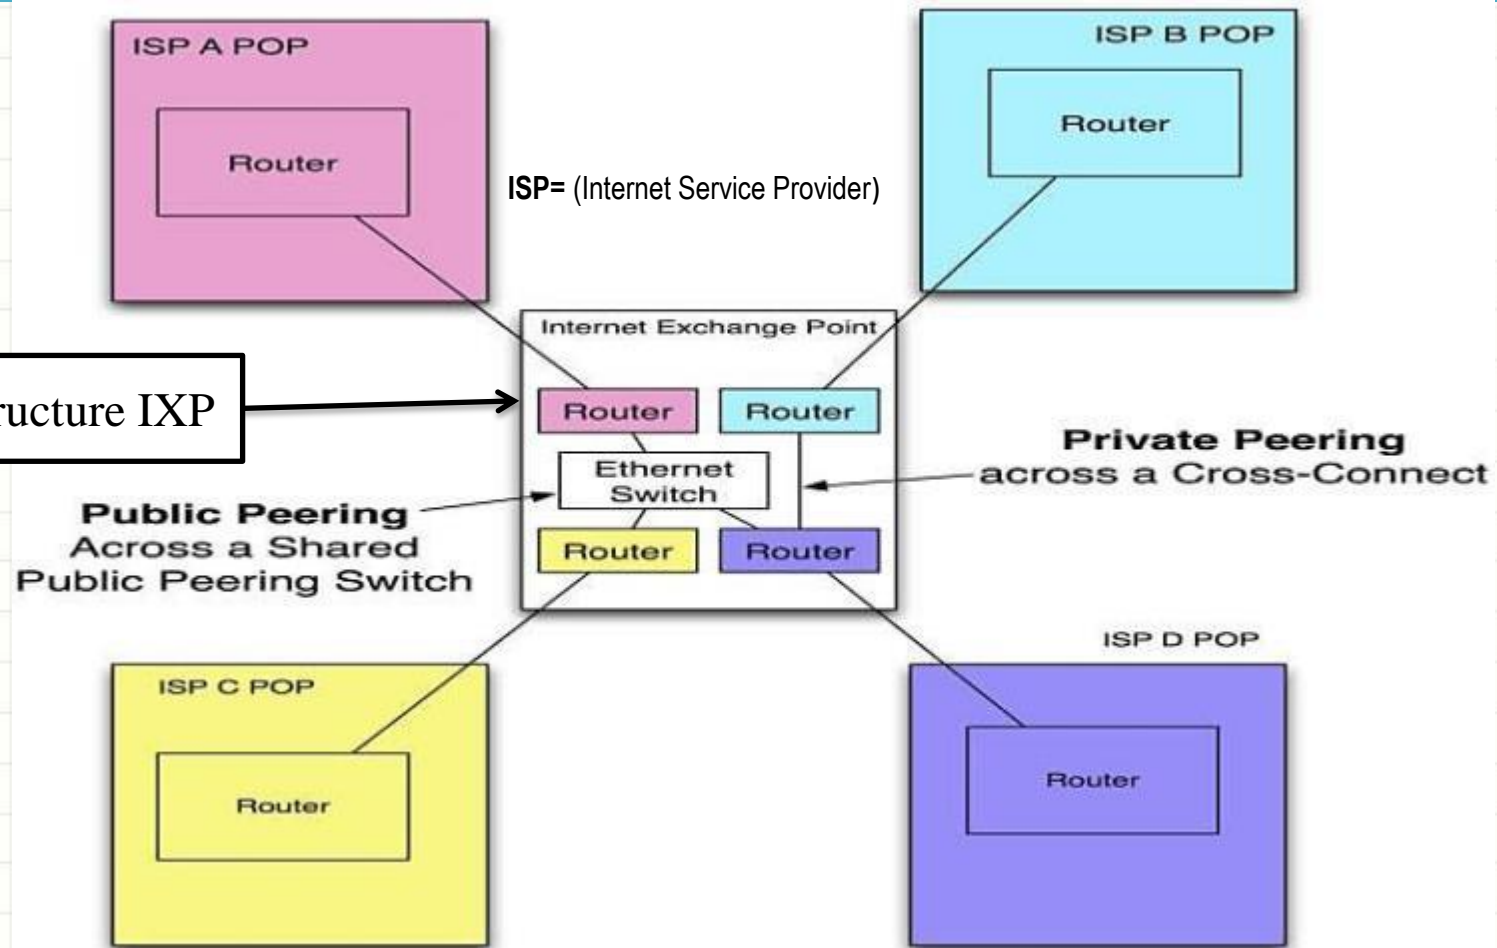 ISP A POP
Router
ISP B POP
Router
ISP= (Internet Service Provider)
Internet Exchange Point
Router
Router
Ethernet
Switch
Router
Router
IXP
Public Peering
Across a Shared
Public Peering Switch
Private Peering
across a Cross-Connect
ISP C POP
Router
ISP D POP
Router